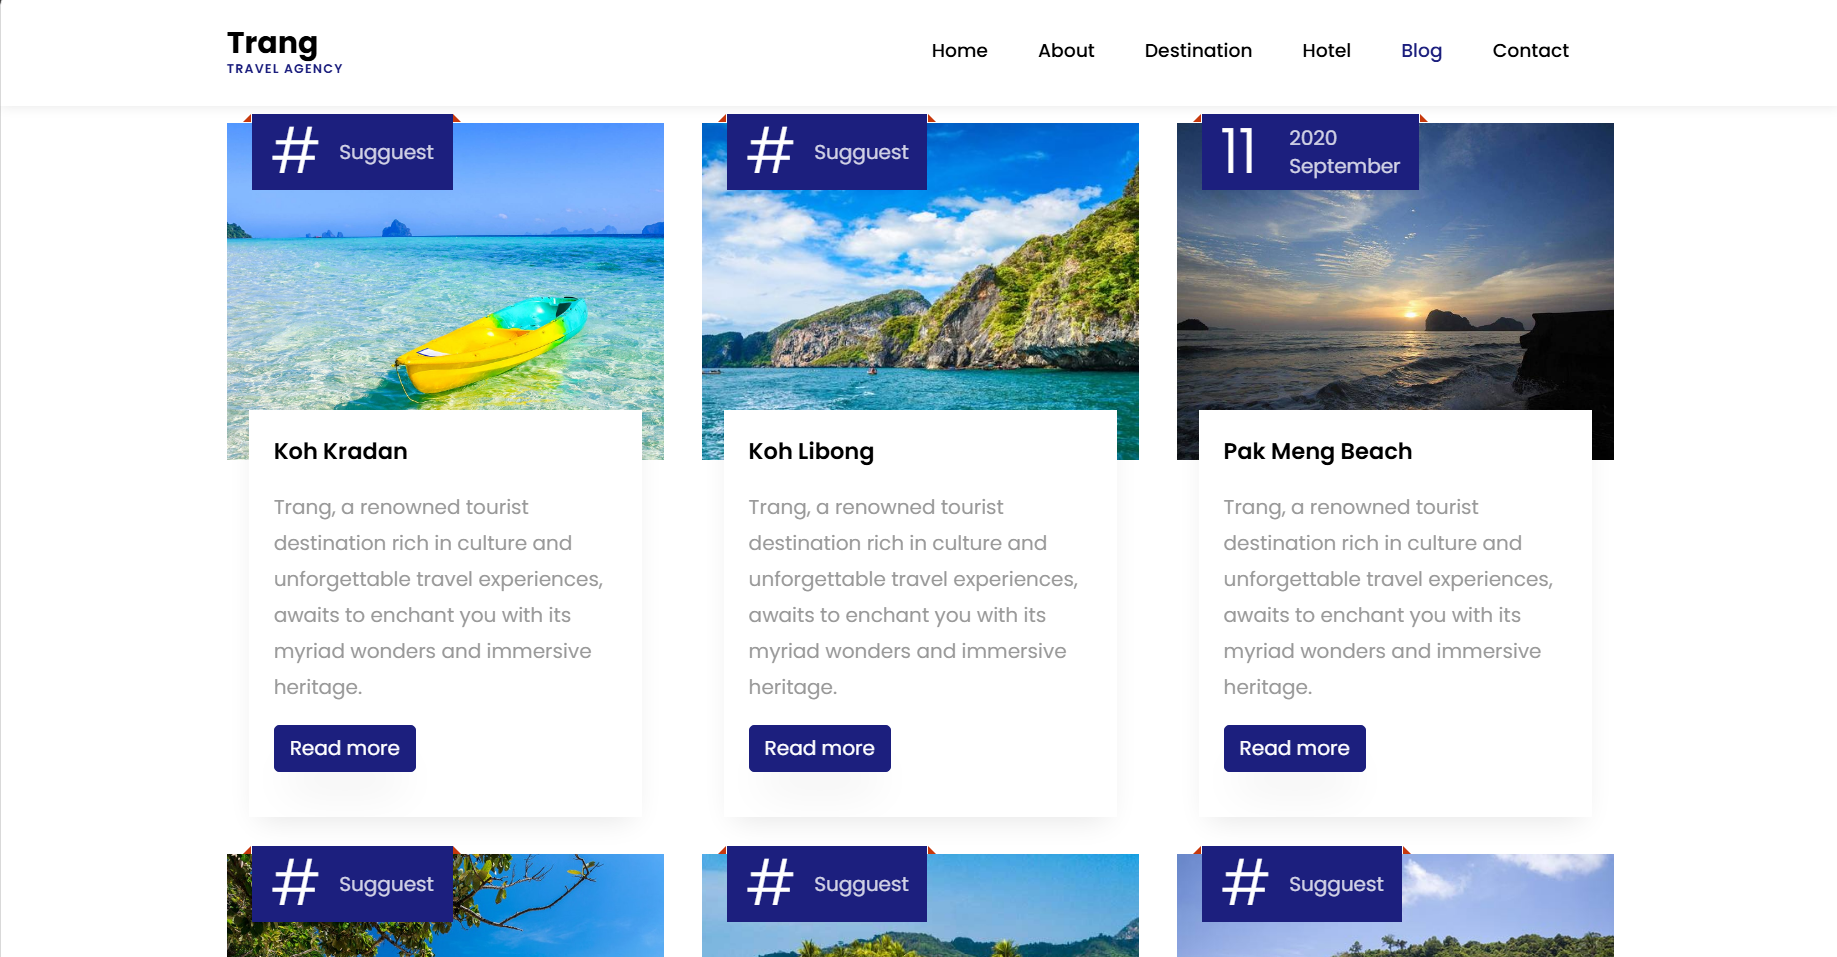 Trang
TRAVEL AGENCY
Home
About
Destination
Hotel
Blog
Contact
# Sugguest
# Sugguest
11
2020
September
Koh Kradan
Trang, a renowned tourist
destination rich in culture and
unforgettable travel experiences,
awaits to enchant you with its
myriad wonders and immersive
heritage.
Read more
Koh Libong
Trang, a renowned tourist
destination rich in culture and
unforgettable travel experiences,
awaits to enchant you with its
myriad wonders and immersive
heritage.
Read more
Pak Meng Beach
Trang, a renowned tourist
destination rich in culture and
unforgettable travel experiences,
awaits to enchant you with its
myriad wonders and immersive
heritage.
Read more
# Sugguest
# Sugguest
# Sugguest